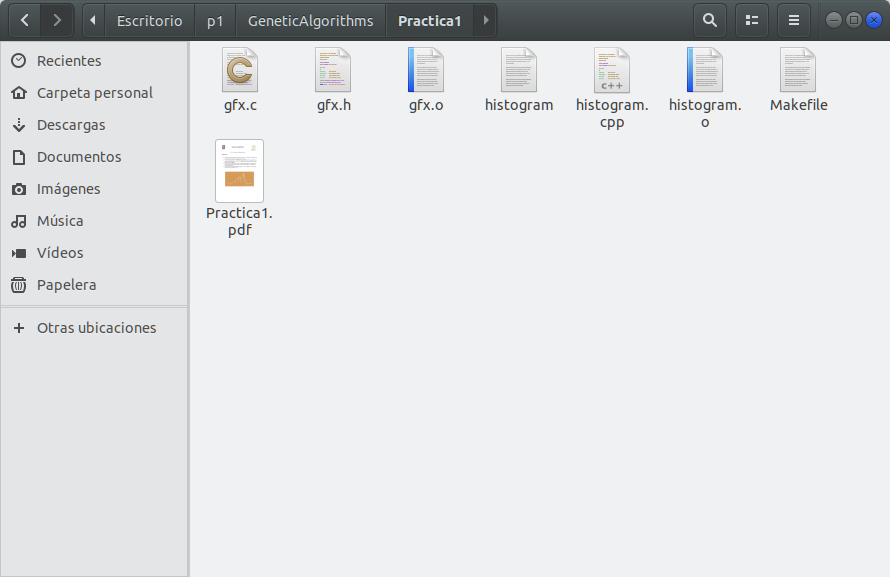 Escritorio
p1
GeneticAlgorithms
Practica1
Recientes
Carpeta personal
Descargas
Documentos
Imágenes
Música
Vídeos
Papelera
Otras ubicaciones
gfx.c
gfx.h
gfx.o
histogram
histogram.
cpp
histogram.
o
Makefile
Practica1.
pdf
C
c++